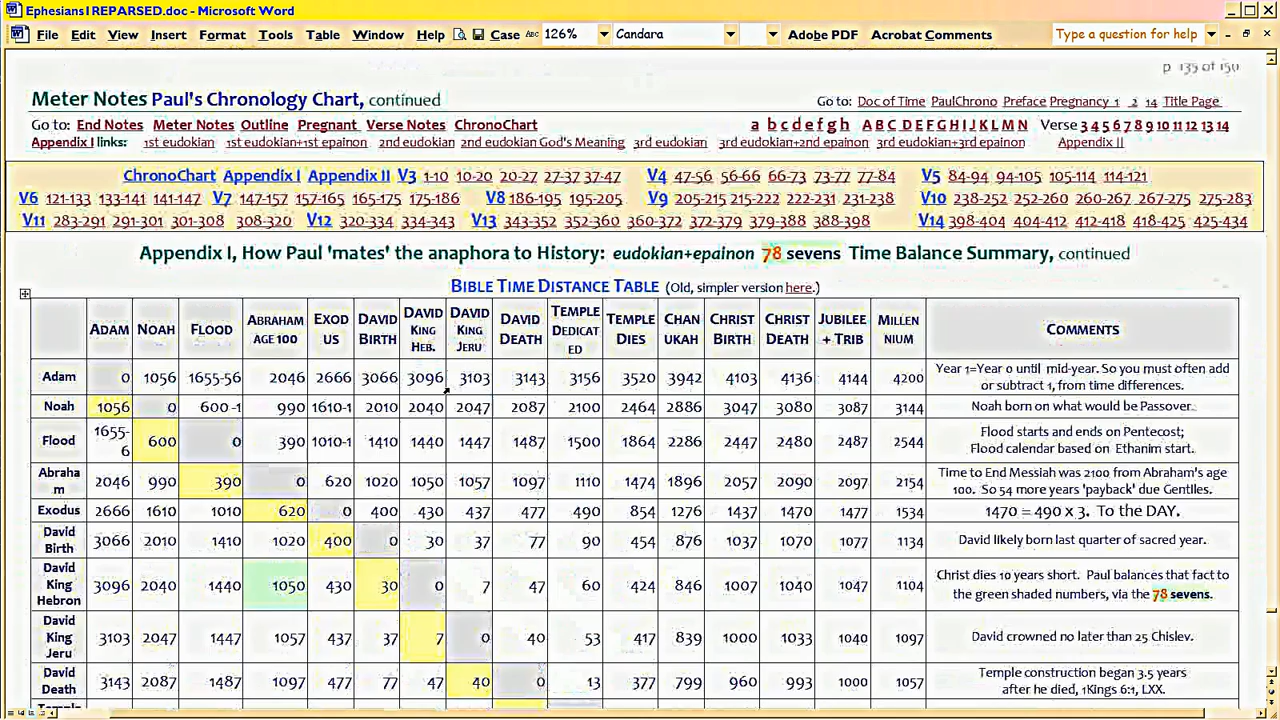 Ephesians1REPARSED.doc - Microsoft Word
File Edit View Insert Format Tools Table Window Help Case Abc 126% Candara Adobe PDF Acrobat Comments Type a question for help
p 135 of 150
Meter Notes Paul's Chronology Chart, continued Go to: Doc of Time PaulChrono Preface Pregnancy 1 2 14 Title Page
Go to: End Notes Meter Notes Outline Pregnant Verse Notes ChronoChart a b c d e f g h A B C D E F G H I J K L M N Verse 3 4 5 6 7 8 9 10 11 12 13 14
Appendix I links: 1st eudokian 1st eudokian+1st epainon 2nd eudokian 2nd eudokian God's Meaning 3rd eudokian 3rd eudokian+2nd epainon 3rd eudokian+3rd epainon Appendix II
ChronoChart Appendix I Appendix II V3 1-10 10-20 20-27 27-37 37-47 V4 47-56 56-66 66-73 73-77 77-84 V5 84-94 94-105 105-114 114-121
V6 121-133 133-141 141-147 V7 147-157 157-165 165-175 175-186 V8 186-195 195-205 V9 205-215 215-222 222-231 231-238 V10 238-252 252-260 260-267 267-275 275-283
V11 283-291 291-301 301-308 308-320 V12 320-334 334-343 V13 343-352 352-360 360-372 372-379 379-388 388-398 V14 398-404 404-412 412-418 418-425 425-434
Appendix I, How Paul 'mates' the anaphora to History: eudokian+epainon 78 sevens Time Balance Summary, continued
BIBLE TIME DISTANCE TABLE (Old, simpler version here.)
ADAM NOAH FLOOD ABRAHAM AGE 100 EXODUS DAVID BIRTH DAVID KING HEB. DAVID KING JERU DAVID DEATH TEMPLE DEDICATED TEMPLE DIES CHANUKAH CHRIST BIRTH CHRIST DEATH JUBILEE + TRIB MILLENNIUM COMMENTS
Adam 0 1056 1655-56 2046 2666 3066 3096 3103 3143 3156 3520 3942 4103 4136 4144 4200 Year 1=Year 0 until mid-year. So you must often add
or subtract 1, from time differences.
Noah 1056 0 600 -1 990 1610-1 2010 2040 2047 2087 2100 2464 2886 3047 3080 3087 3144 Noah born on what would be Passover.
Flood 1655-6 600 0 390 1010-1 1410 1440 1447 1487 1500 1864 2286 2447 2480 2487 2544 Flood starts and ends on Pentecost;
Flood calendar based on Ethanim start.
Abraham 2046 990 390 0 620 1020 1050 1057 1097 1110 1474 1896 2057 2090 2097 2154 Time to End Messiah was 2100 from Abraham's age
100. So 54 more years 'payback' due Gentiles.
Exodus 2666 1610 1010 620 0 400 430 437 477 490 854 1276 1437 1470 1477 1534 1470 = 490 x 3. To the DAY.
David Birth 3066 2010 1410 1020 400 0 30 37 77 90 454 876 1037 1070 1077 1134 David likely born last quarter of sacred year.
David King Hebron 3096 2040 1440 1050 430 30 0 7 47 60 424 846 1007 1040 1047 1104 Christ dies 10 years short. Paul balances that fact to
the green shaded numbers, via the 78 sevens.
David King Jeru 3103 2047 1447 1057 437 37 7 0 40 53 417 839 1000 1033 1040 1097 David crowned no later than 25 Chislev.
David Death 3143 2087 1487 1097 477 77 47 40 0 13 377 799 960 993 1000 1057 Temple construction began 3.5 years
after he died, 1Kings 6:1, LXX.